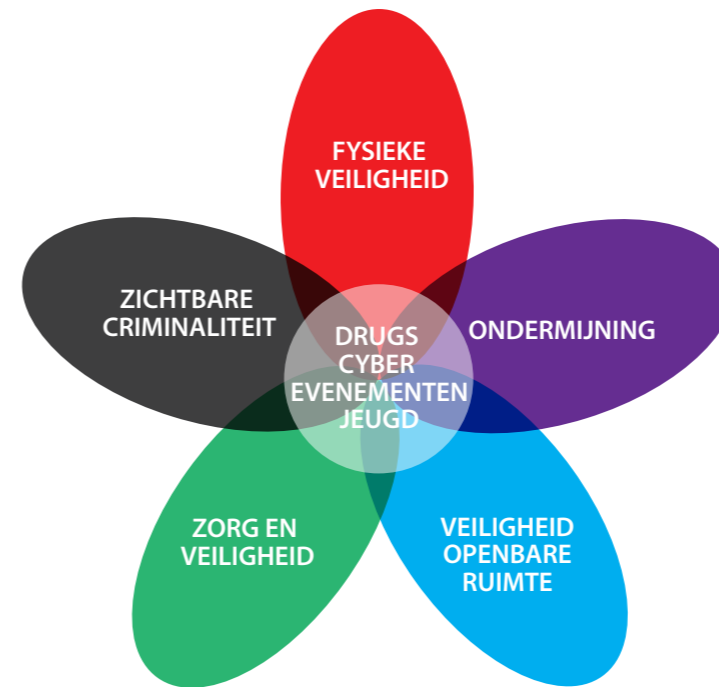 FYSIEKE
VEILIGHEID
ZICHTBARE
CRIMINALITEIT
DRUGS
CYBER
EVENEMENTEN
JEUGD
ONDERMIJNING
ZORG EN
VEILIGHEID
VEILIGHEID
OPENBARE
RUIMTE